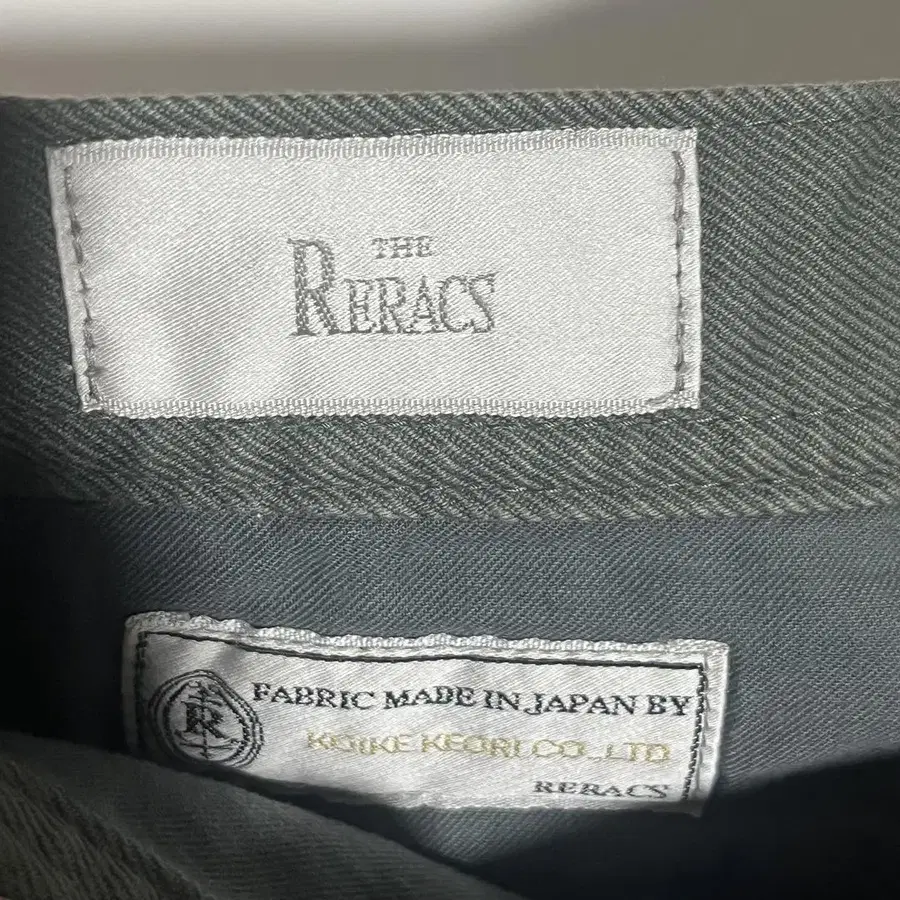 THE
RERACS
R
FABRIC MADE IN JAPAN BY
KOIKE KEORI CO., LTD
RERACS